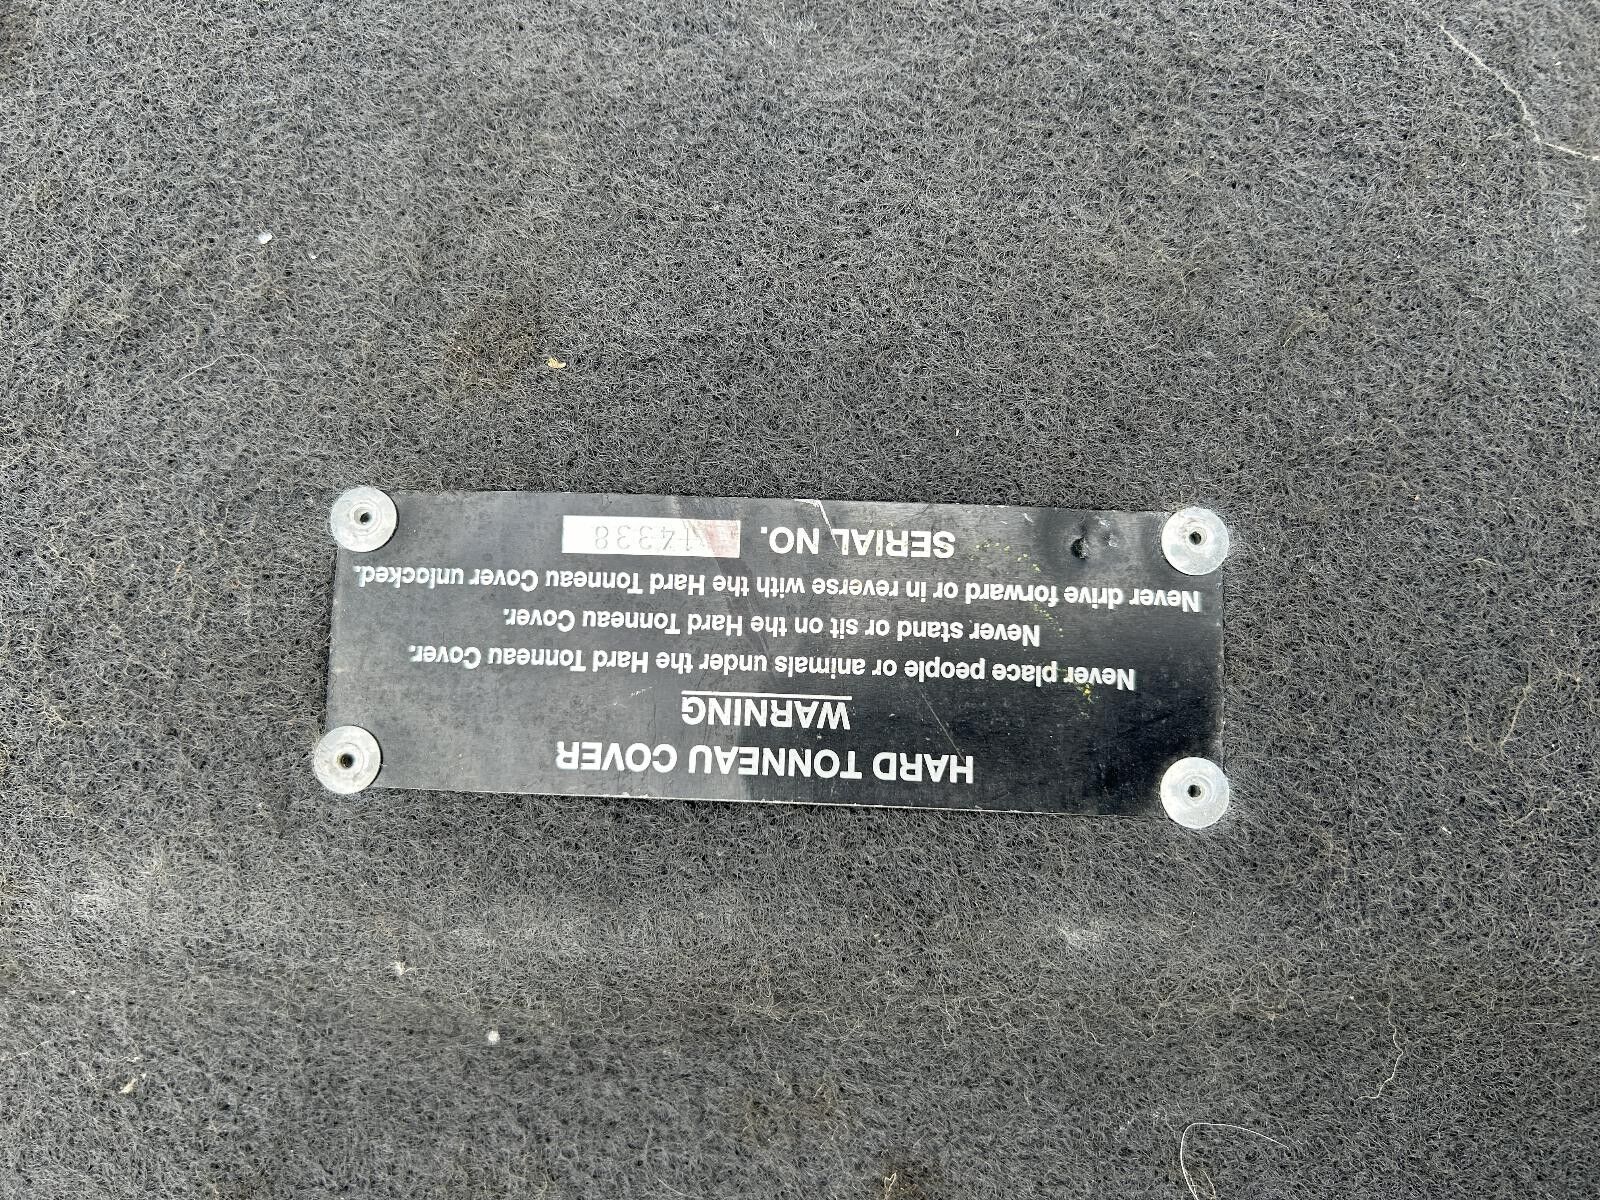 HARD TONNEAU COVER
WARNING
Never place people or animals under the Hard Tonneau Cover.
Never stand or sit on the Hard Tonneau Cover.
Never drive forward or in reverse with the Hard Tonneau Cover unlocked.
SERIAL NO. 14338